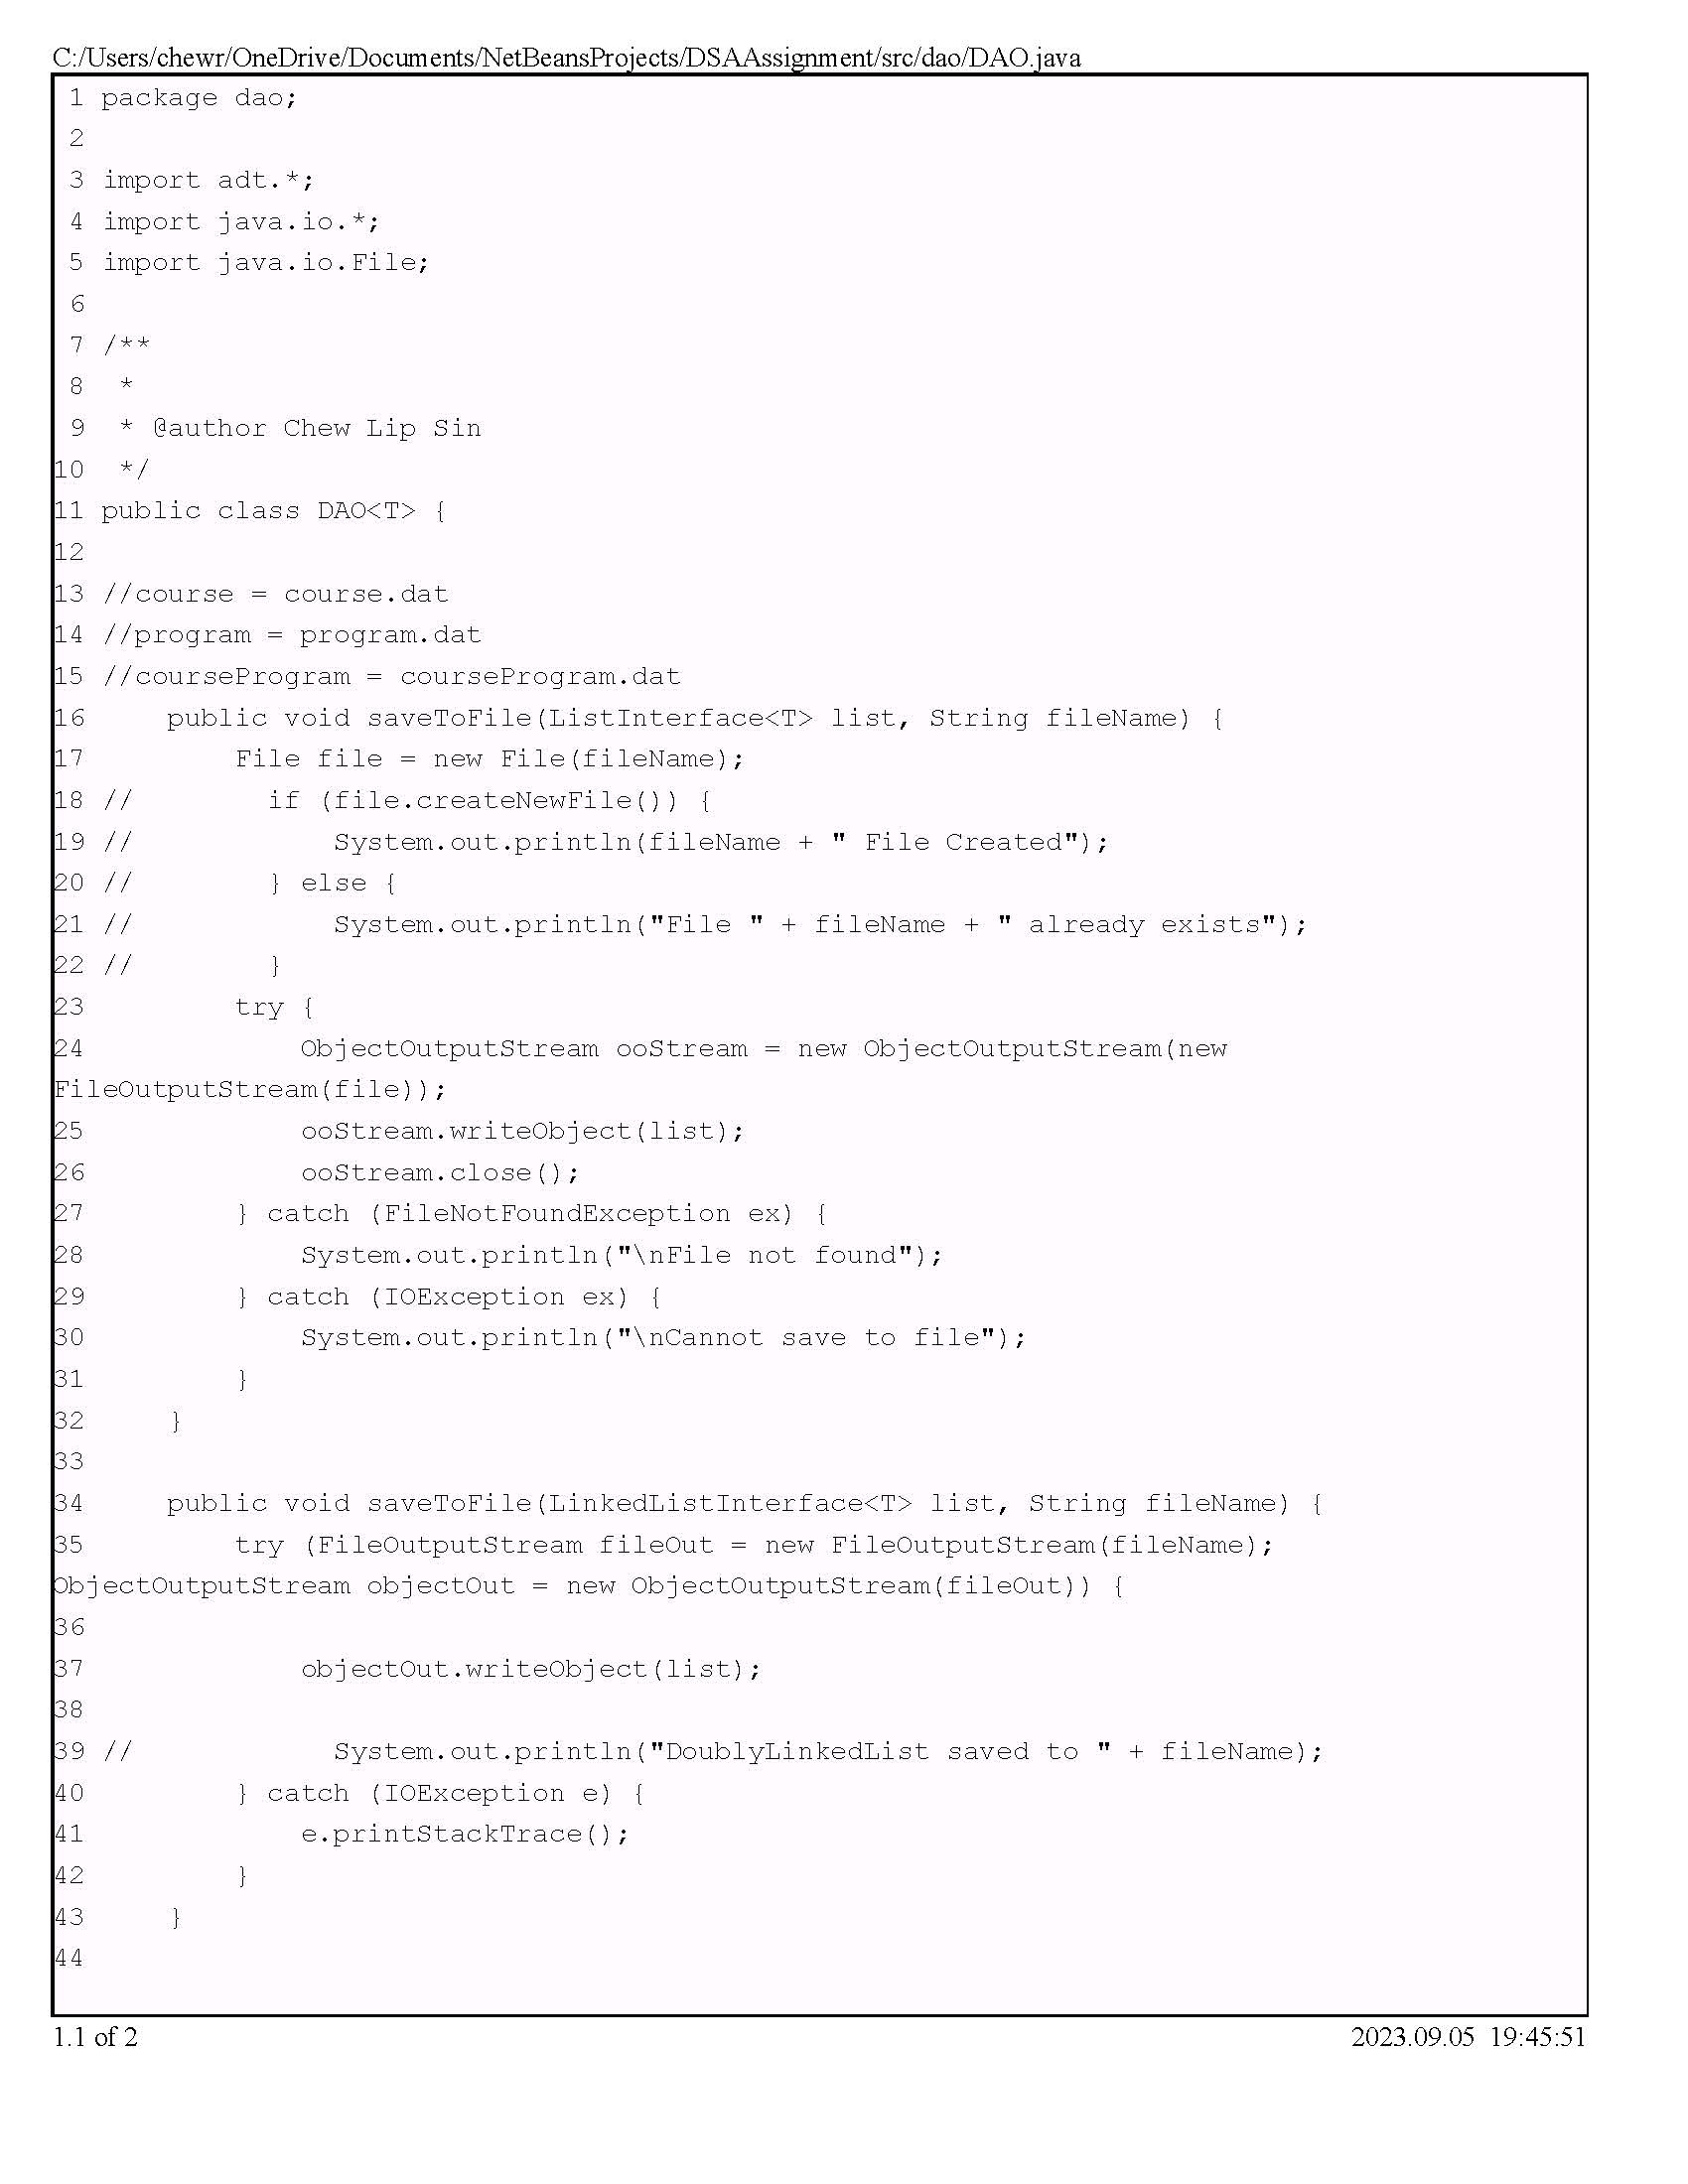 C:/Users/chewr/OneDrive/Documents/NetBeansProjects/DSAAssignment/src/dao/DAO.java
1 package dao;
2
3 import adt.*;
4 import java.io.*;
5 import java.io.File;
6
7 /**
8  *
9  * @author Chew Lip Sin
10  */
11 public class DAO<T> {
12
13 //course = course.dat
14 //program = program.dat
15 //courseProgram = courseProgram.dat
16     public void saveToFile(ListInterface<T> list, String fileName) {
17         File file = new File(fileName);
18 //        if (file.createNewFile()) {
19 //            System.out.println(fileName + " File Created");
20 //        } else {
21 //            System.out.println("File " + fileName + " already exists");
22 //        }
23         try {
24             ObjectOutputStream ooStream = new ObjectOutputStream(new
FileOutputStream(file));
25             ooStream.writeObject(list);
26             ooStream.close();
27         } catch (FileNotFoundException ex) {
28             System.out.println("\nFile not found");
29         } catch (IOException ex) {
30             System.out.println("\nCannot save to file");
31         }
32     }
33
34     public void saveToFile(LinkedListInterface<T> list, String fileName) {
35         try (FileOutputStream fileOut = new FileOutputStream(fileName);
ObjectOutputStream objectOut = new ObjectOutputStream(fileOut)) {
36
37             objectOut.writeObject(list);
38
39 //            System.out.println("DoublyLinkedList saved to " + fileName);
40         } catch (IOException e) {
41             e.printStackTrace();
42         }
43     }
44
1.1 of 2 2023.09.05 19:45:51